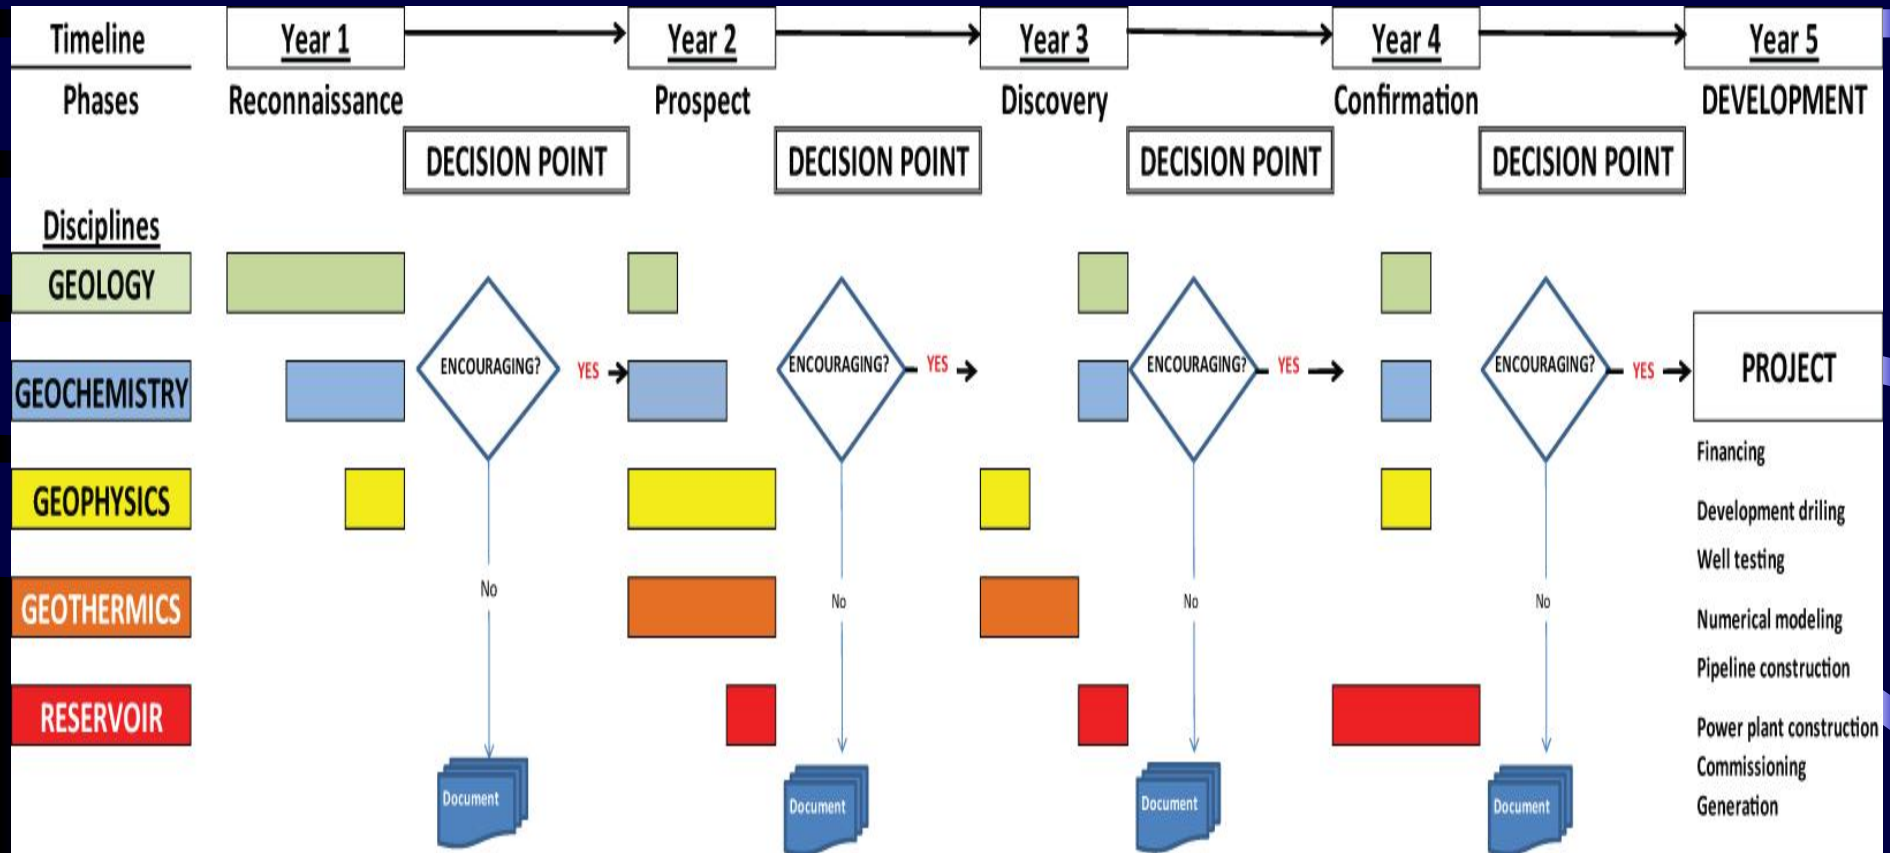 Timeline
Year 1
Year 2
Year 3
Year 4
Year 5
Phases
Reconnaissance
Prospect
Discovery
Confirmation
DEVELOPMENT
DECISION POINT
DECISION POINT
DECISION POINT
DECISION POINT
Disciplines
GEOLOGY
GEOCHEMISTRY
GEOPHYSICS
GEOTHERMICS
RESERVOIR
ENCOURAGING?
YES
No
Document
ENCOURAGING?
YES
No
Document
ENCOURAGING?
YES
No
Document
ENCOURAGING?
YES
No
Document
PROJECT
Financing
Development driling
Well testing
Numerical modeling
Pipeline construction
Power plant construction
Commissioning
Generation